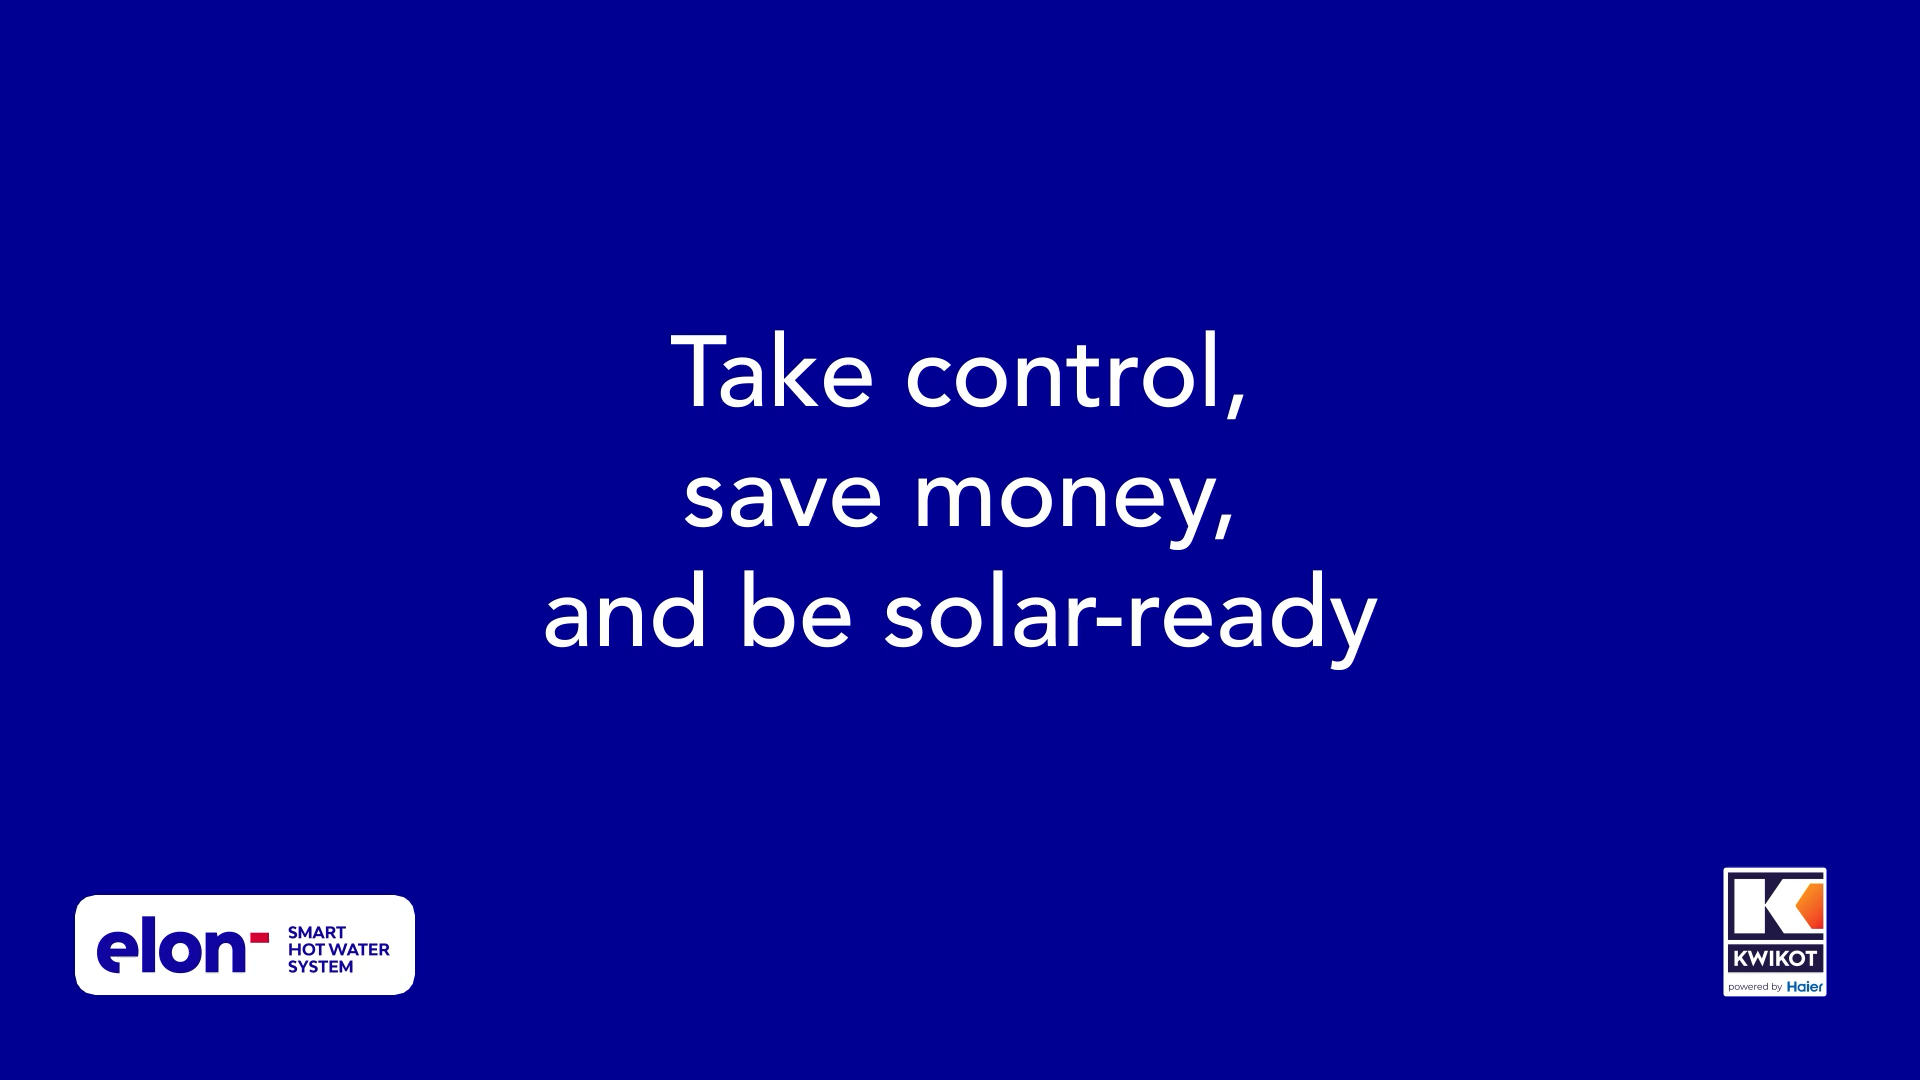 Take control,
save money,
and be solar-ready
elon
SMART
HOT WATER
SYSTEM
K
KWIKOT
powered by Haier